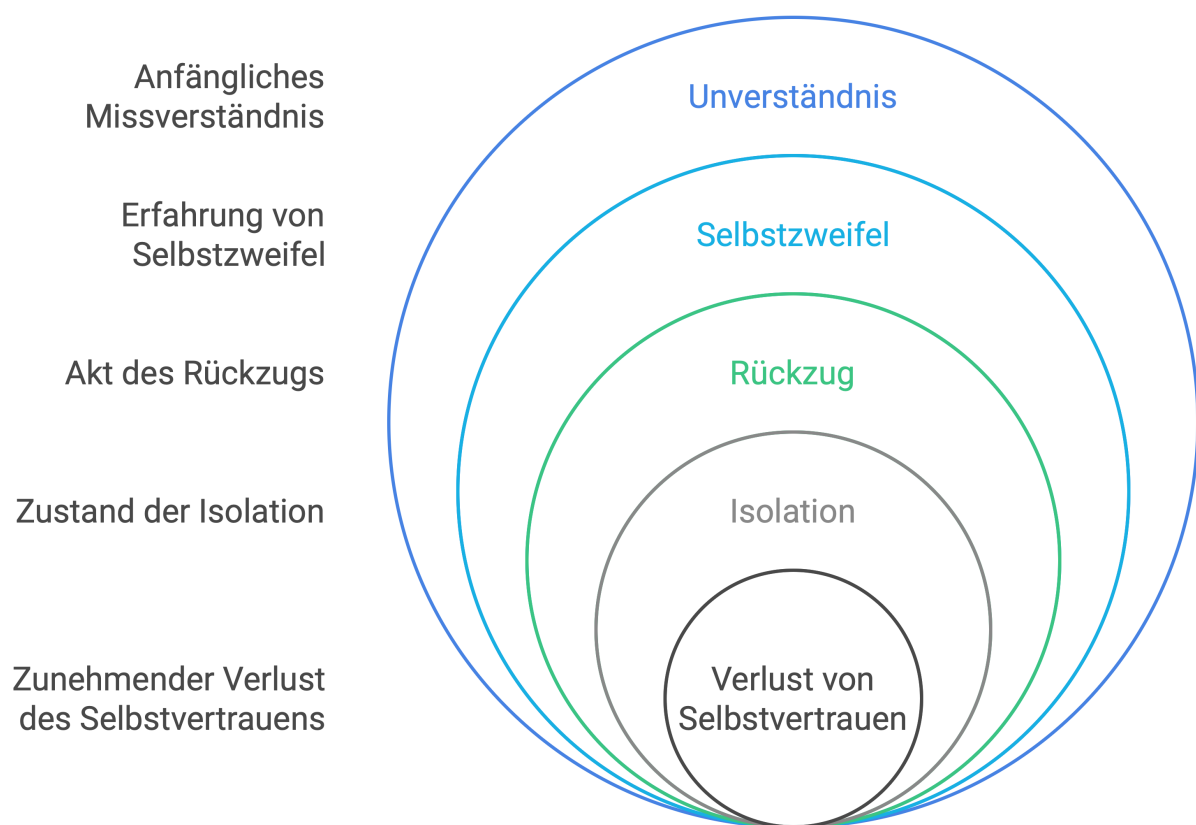 Anfängliches
Missverständnis
Unverständnis
Erfahrung von
Selbstzweifel
Selbstzweifel
Akt des Rückzugs
Rückzug
Zustand der Isolation
Isolation
Zunehmender Verlust
des Selbstvertrauens
Verlust von
Selbstvertrauen